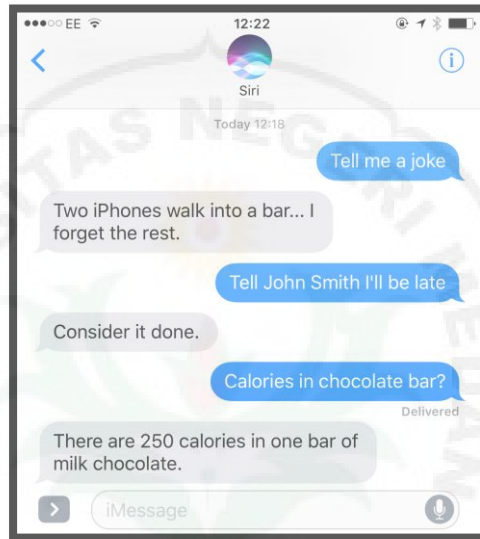 EE 12:22
Siri
Today 12:18
Tell me a joke
Two iPhones walk into a bar... I
forget the rest.
Tell John Smith I'll be late
Consider it done.
Calories in chocolate bar?
Delivered
There are 250 calories in one bar of
milk chocolate.
iMessage